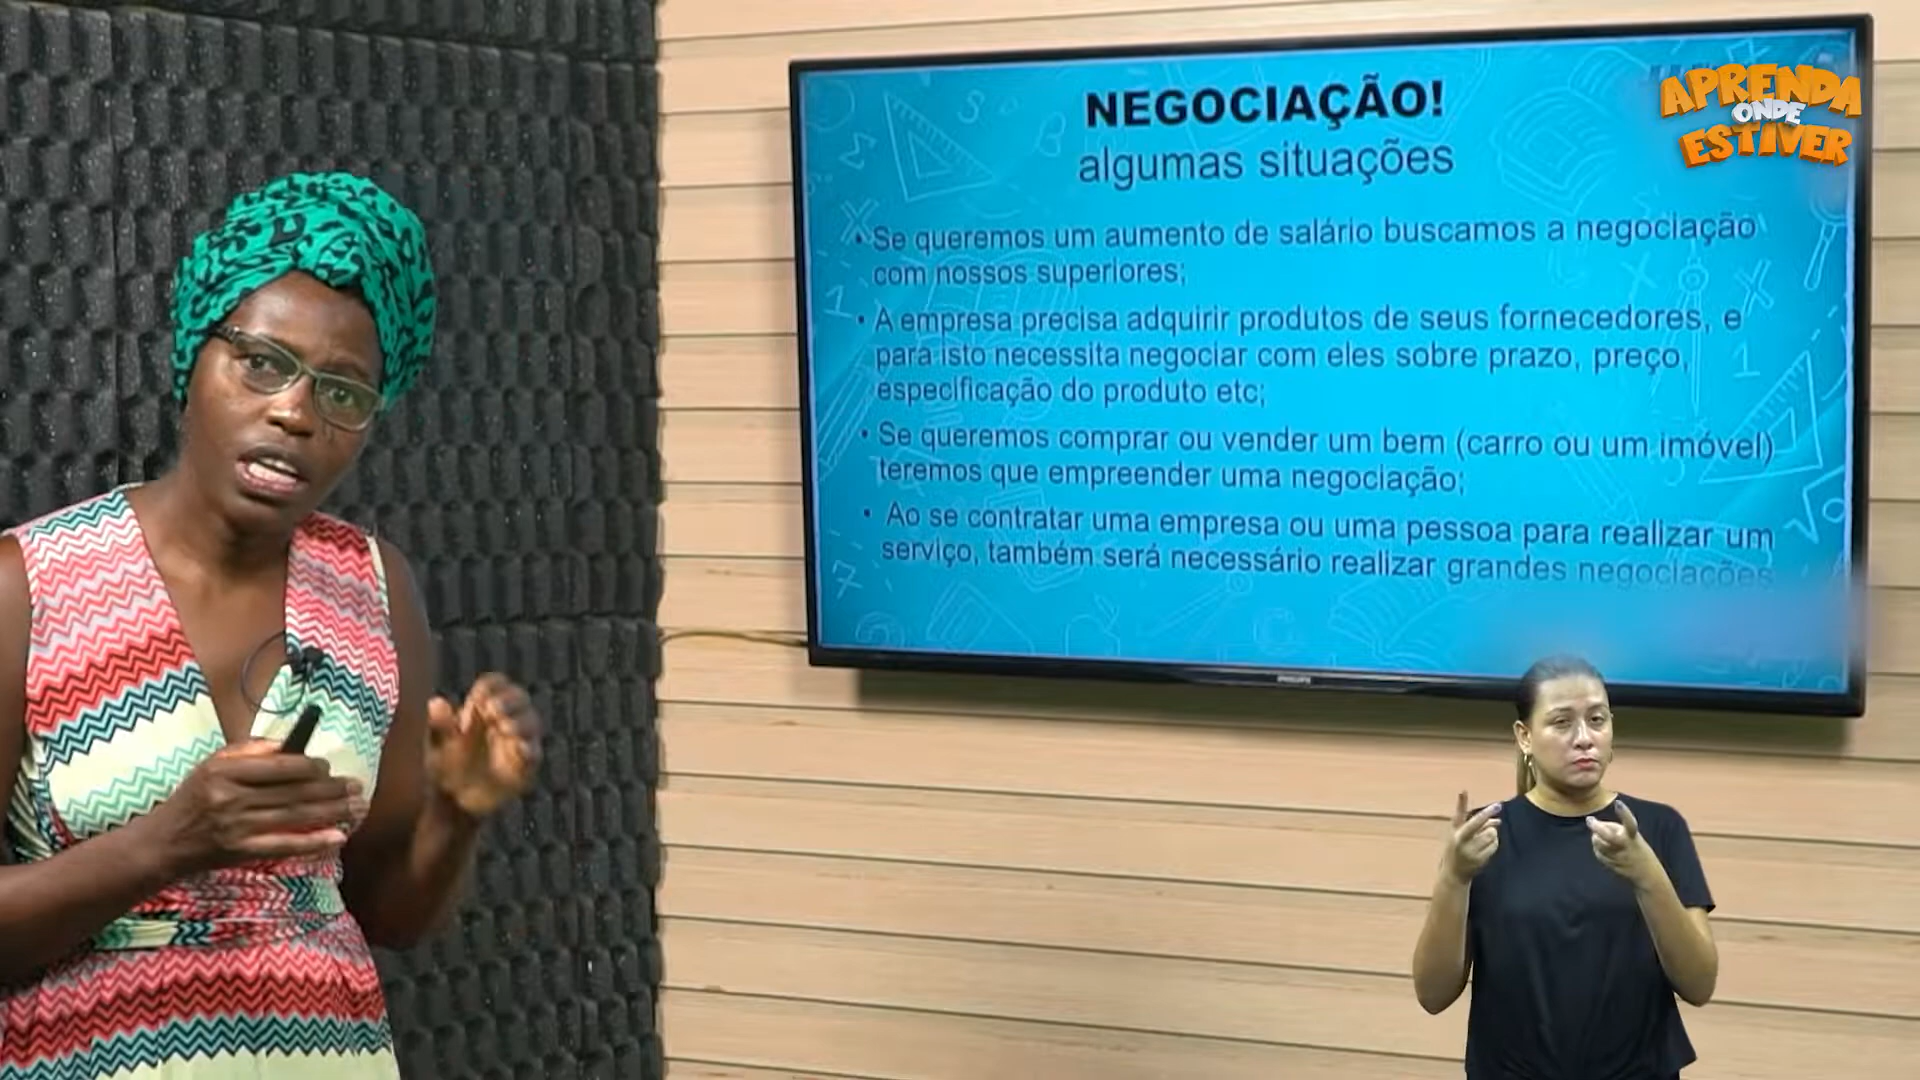 NEGOCIAÇÃO!
algumas situações
• Se queremos um aumento de salário buscamos a negociação
com nossos superiores;
• A empresa precisa adquirir produtos de seus fornecedores, e
para isto necessita negociar com eles sobre prazo, preço,
especificação do produto etc;
• Se queremos comprar ou vender um bem (carro ou um imóvel)
teremos que empreender uma negociação;
• Ao se contratar uma empresa ou uma pessoa para realizar um
serviço, também será necessário realizar grandes negociações
APRENDA
ONDE
ESTIVER
PHILIPS